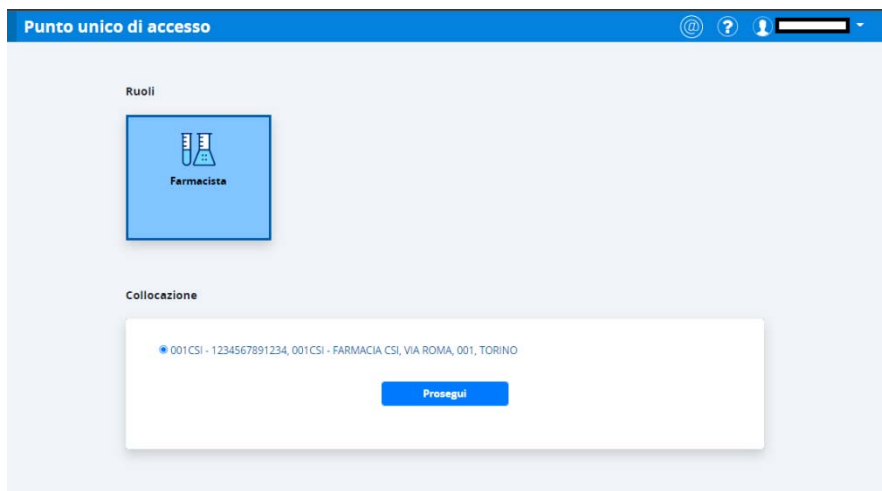 Punto unico di accesso
Ruoli
Farmacista
Collocazione
001CSI - 1234567891234, 001CSI - FARMACIA CSI, VIA ROMA, 001, TORINO
Prosegui